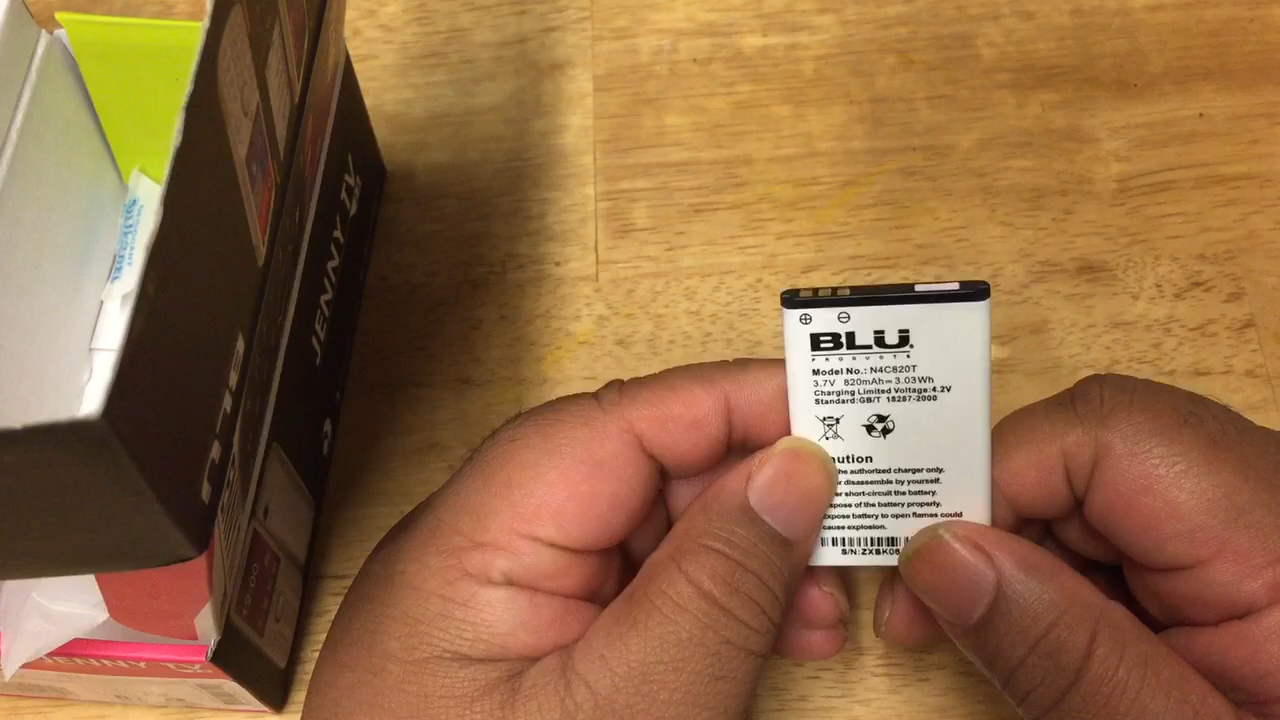 JENNY TV
BLU
JENNY TV
BLU
PRODUCTS
Model No.: N4C820T
3.7V 820mAh 3.03Wh
Charging Limited Voltage:4.2V
Standard:GB/T 18287-2000
aution
the authorized charger only.
r disassemble by yourself.
r short-circuit the battery.
spose of the battery properly.
xpose battery to open flames could
cause explosion.
S/N:ZXBK06